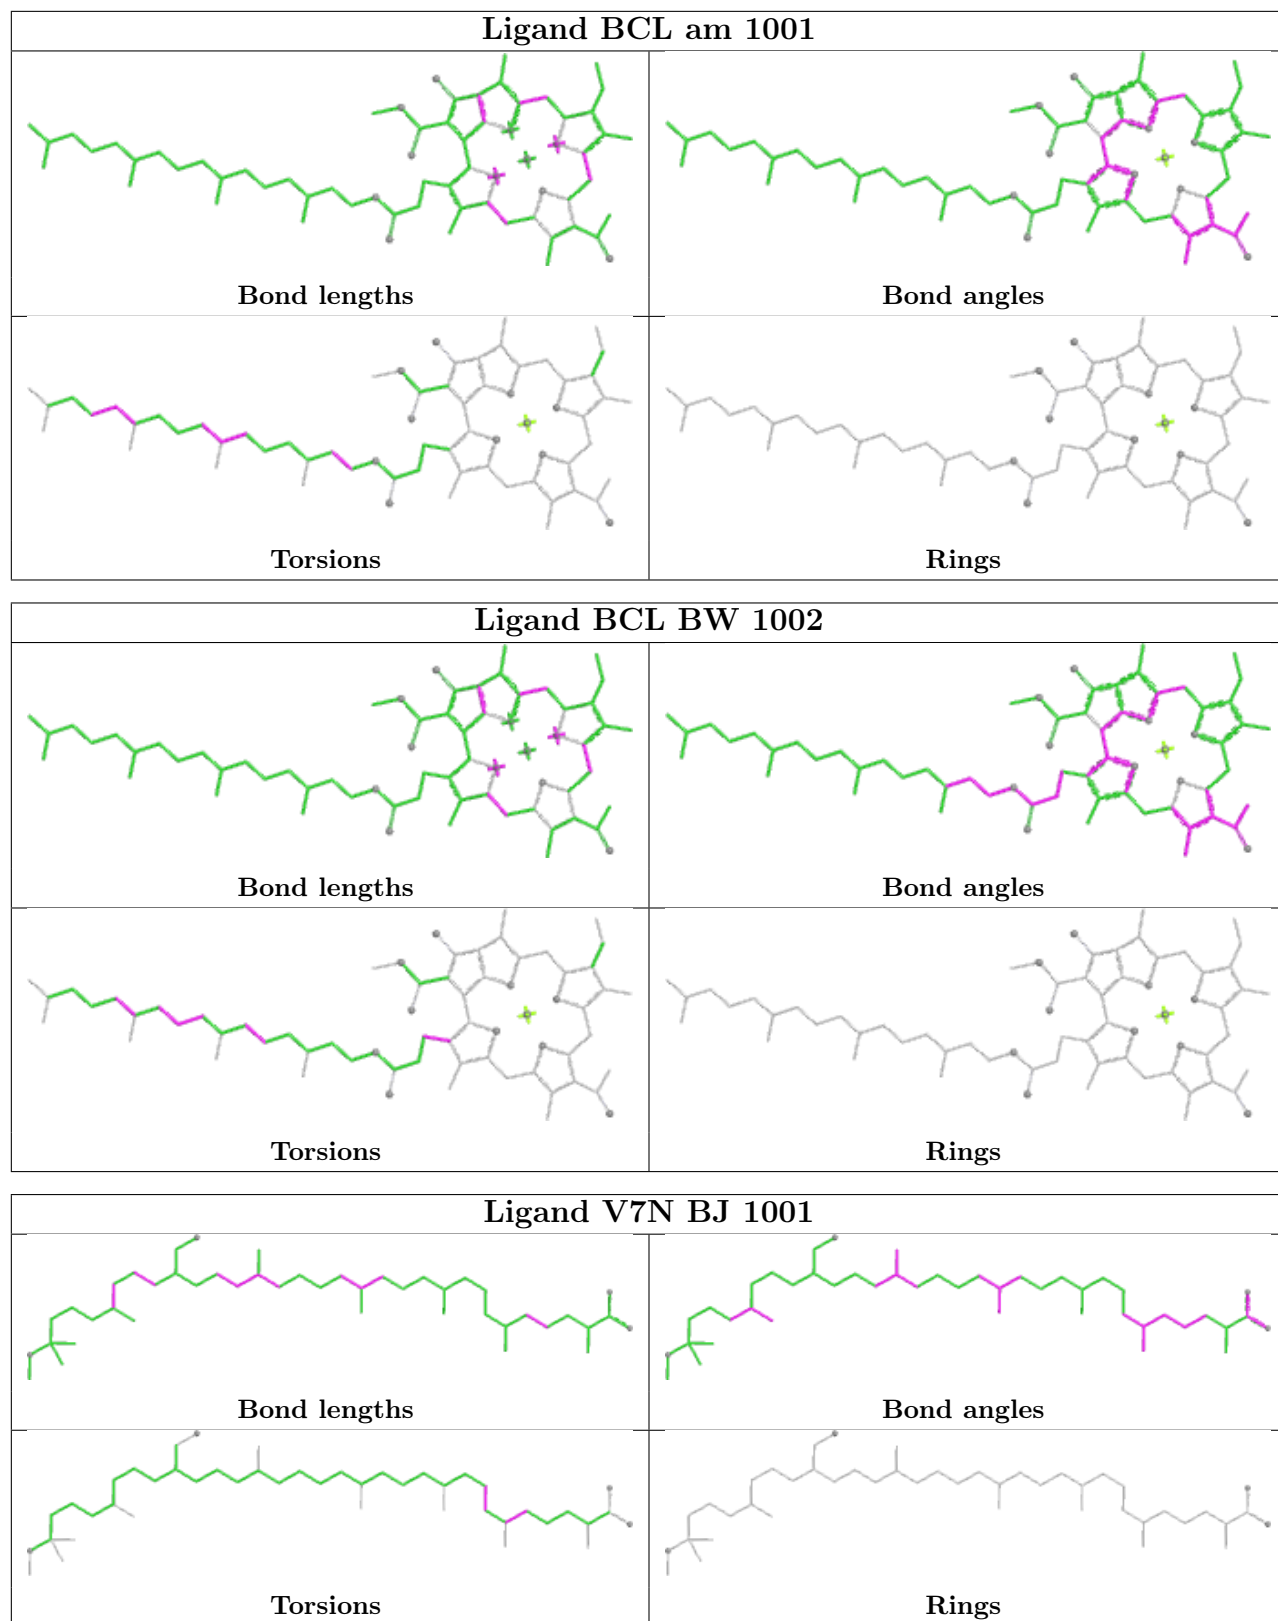 Ligand BCL am 1001
Bond lengths
Bond angles
Torsions
Rings
Ligand BCL BW 1002
Bond lengths
Bond angles
Torsions
Rings
Ligand V7N BJ 1001
Bond lengths
Bond angles
Torsions
Rings